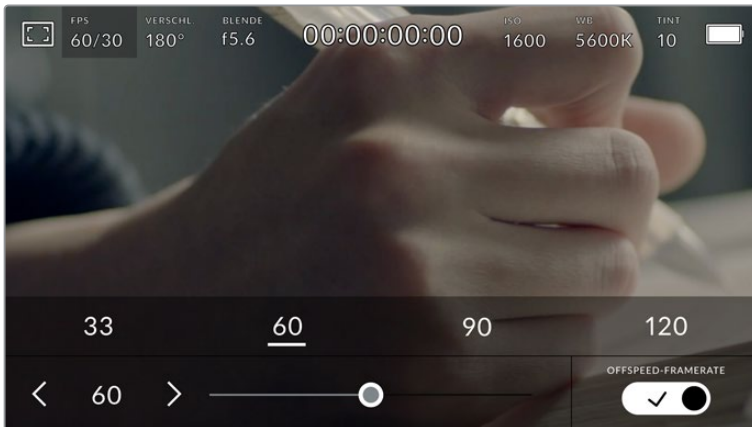 FPS VERSCHL. BLENDE ISO WB TINT
60/30 180° f5.6 00:00:00:00 1600 5600K 10
33 60 90 120
OFFSPEED-FRAMERATE
60